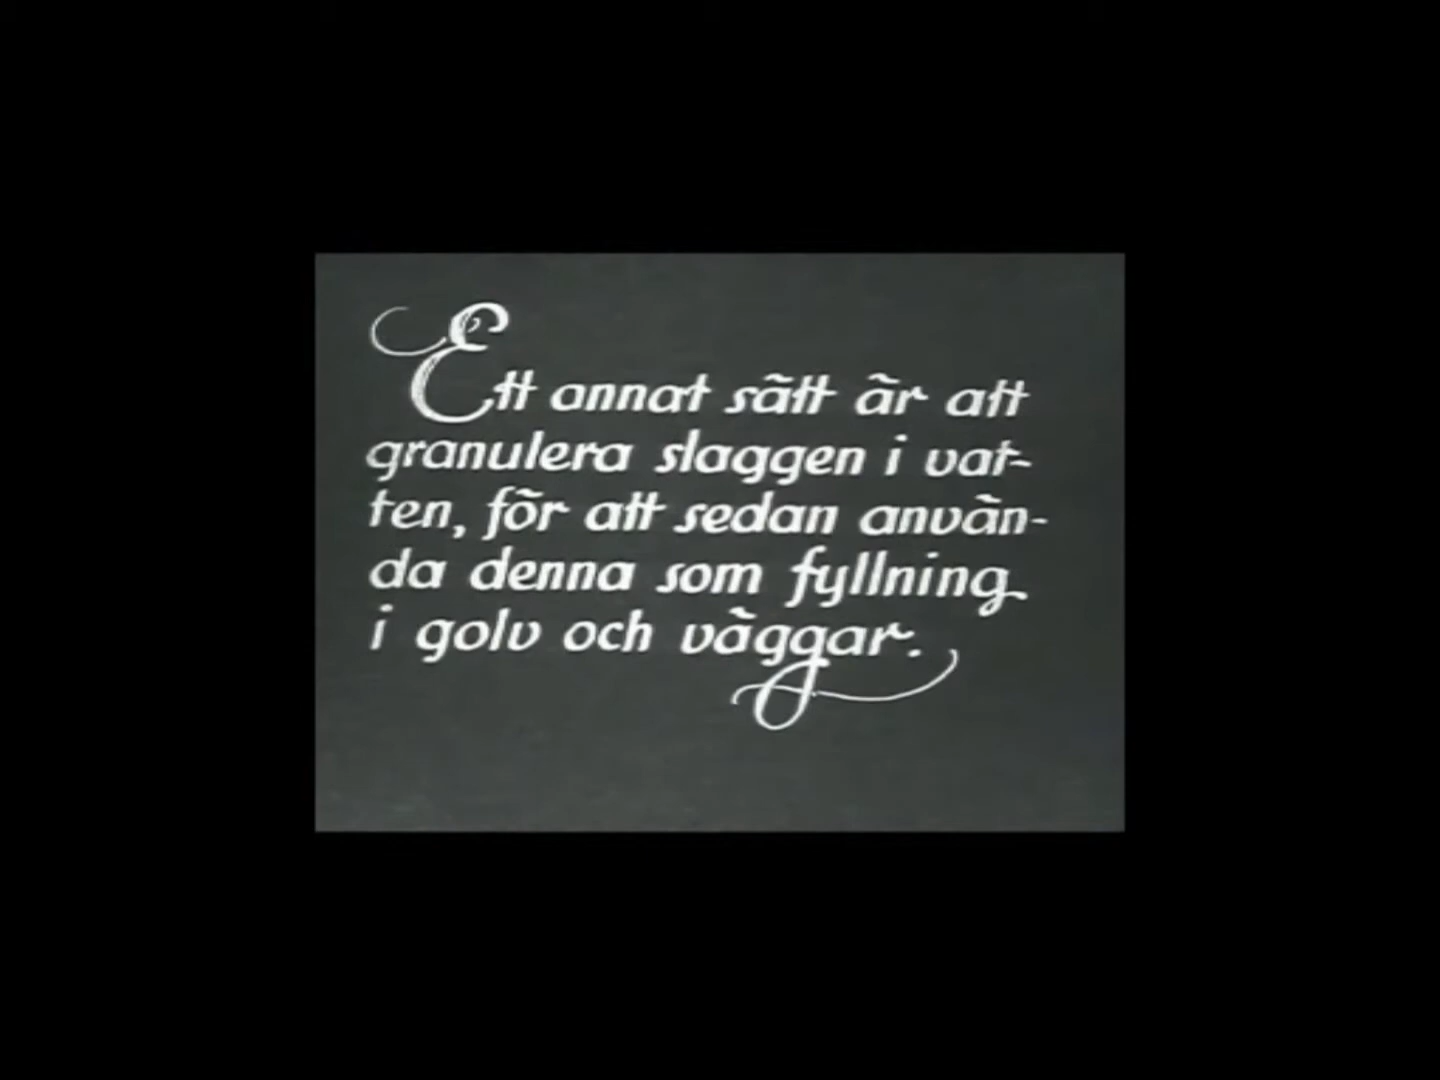 Ett annat sätt är att
granulera slaggen i vat-
ten, för att sedan använ-
da denna som fyllning
i golv och väggar.